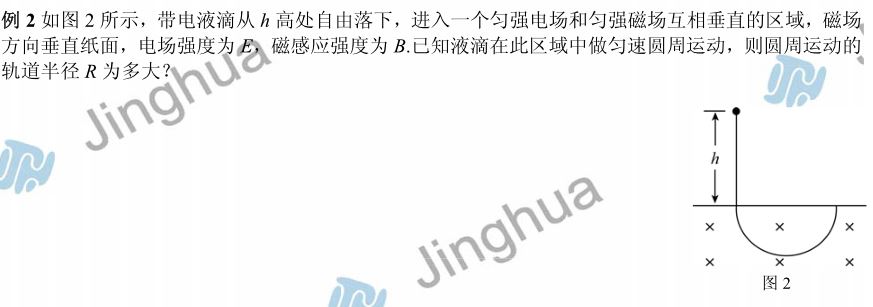 例 2 如图 2 所示，带电液滴从 h 高处自由落下，进入一个匀强电场和匀强磁场互相垂直的区域，磁场
方向垂直纸面，电场强度为 E，磁感应强度为 B.已知液滴在此区域中做匀速圆周运动，则圆周运动的
轨道半径 R 为多大？
Jinghua
h
Jinghua
× × ×
× × ×
图 2